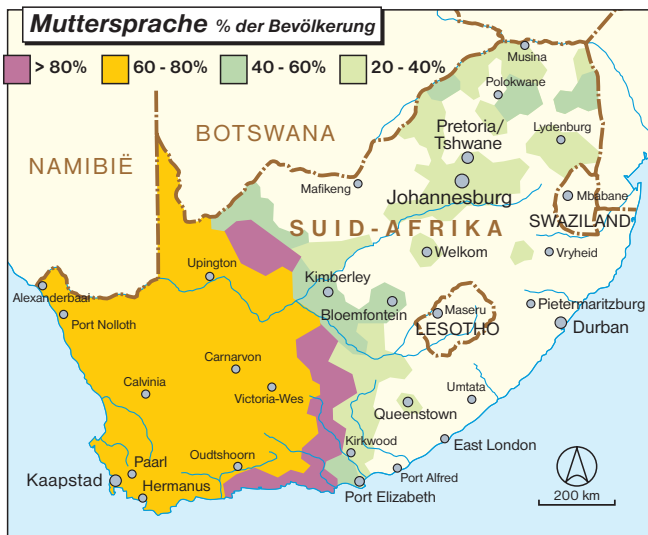 Muttersprache % der Bevölkerung
> 80% 60 - 80% 40 - 60% 20 - 40%
Musina
Polokwane
BOTSWANA
Pretoria/
Tshwane
Lydenburg
NAMIBIË
Mafikeng
Johannesburg
Mbabane
SWAZILAND
SUID-AFRIKA
Welkom
Vryheid
Upington
Kimberley
Alexanderbaai
Bloemfontein
Maseru
Pietermaritzburg
Port Nolloth
LESOTHO
Durban
Carnarvon
Calvinia
Victoria-Wes
Umtata
Queenstown
Kirkwood
East London
Oudtshoorn
Paarl
Port Alfred
Kaapstad
Hermanus
Port Elizabeth
200 km